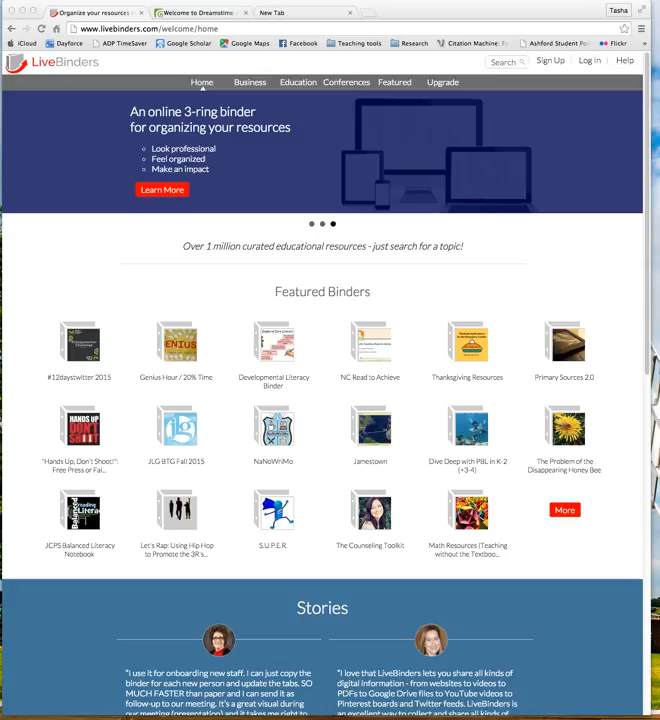 Organize your resources in
Welcome to Dreamstime -
New Tab
Tasha
www.livebinders.com/welcome/home
iCloud
Dayforce
ADP TimeSaver
Google Scholar
Google Maps
Facebook
Teaching tools
Research
Citation Machine: F
Ashford Student Po
Flickr
LiveBinders
Search
Sign Up
Log In
Help
Home
Business
Education
Conferences
Featured
Upgrade
An online 3-ring binder
for organizing your resources
Look professional
Feel organized
Make an impact
Learn More
Over 1 million curated educational resources - just search for a topic!
Featured Binders
#12daystwitter 2015
GENIUS
Genius Hour / 20% Time
Developmental Literacy
Binder
NC Read to Achieve
Thanksgiving Resources
Primary Sources 2.0
HANDS UP
DON'T
SHOOT
"Hands Up, Don't Shoot!":
Free Press or Fai...
jlg
JLG BTG Fall 2015
NaNoWriMo
Jamestown
Dive Deep with PBL in K-2
(+3-4)
The Problem of the
Disappearing Honey Bee
JCPS Balanced Literacy
Notebook
Let's Rap: Using Hip Hop
to Promote the 3R's...
S.U.P.E.R.
The Counseling Toolkit
Math Resources (Teaching
without the Textboo...
More
Stories
"I use it for onboarding new staff. I can just copy the
binder for each new person and update the tabs. SO
MUCH FASTER than paper and I can send it as
follow-up to our meeting. It's a great visual during
our meeting (presentation) and it takes me right to
"I love that LiveBinders lets you share all kinds of
digital information - from websites to videos to
PDFs to Google Drive files to YouTube videos to
Pinterest boards and Twitter feeds. LiveBinders is
an excellent way to collect and share all kinds of